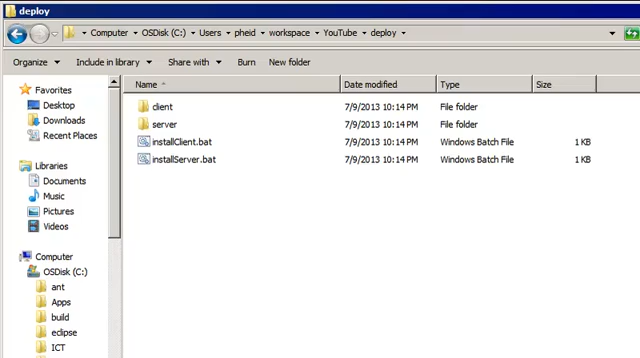 deploy
Computer ▸ OSDisk (C:) ▸ Users ▸ pheid ▸ workspace ▸ YouTube ▸ deploy ▸
Organize Include in library Share with Burn New folder
Name Date modified Type Size
Favorites
Desktop
Downloads
Recent Places
Libraries
Documents
Music
Pictures
Videos
Computer
OSDisk (C:)
ant
Apps
build
eclipse
ICT
client 7/9/2013 10:14 PM File folder
server 7/9/2013 10:14 PM File folder
installClient.bat 7/9/2013 10:14 PM Windows Batch File 1 KB
installServer.bat 7/9/2013 10:14 PM Windows Batch File 1 KB